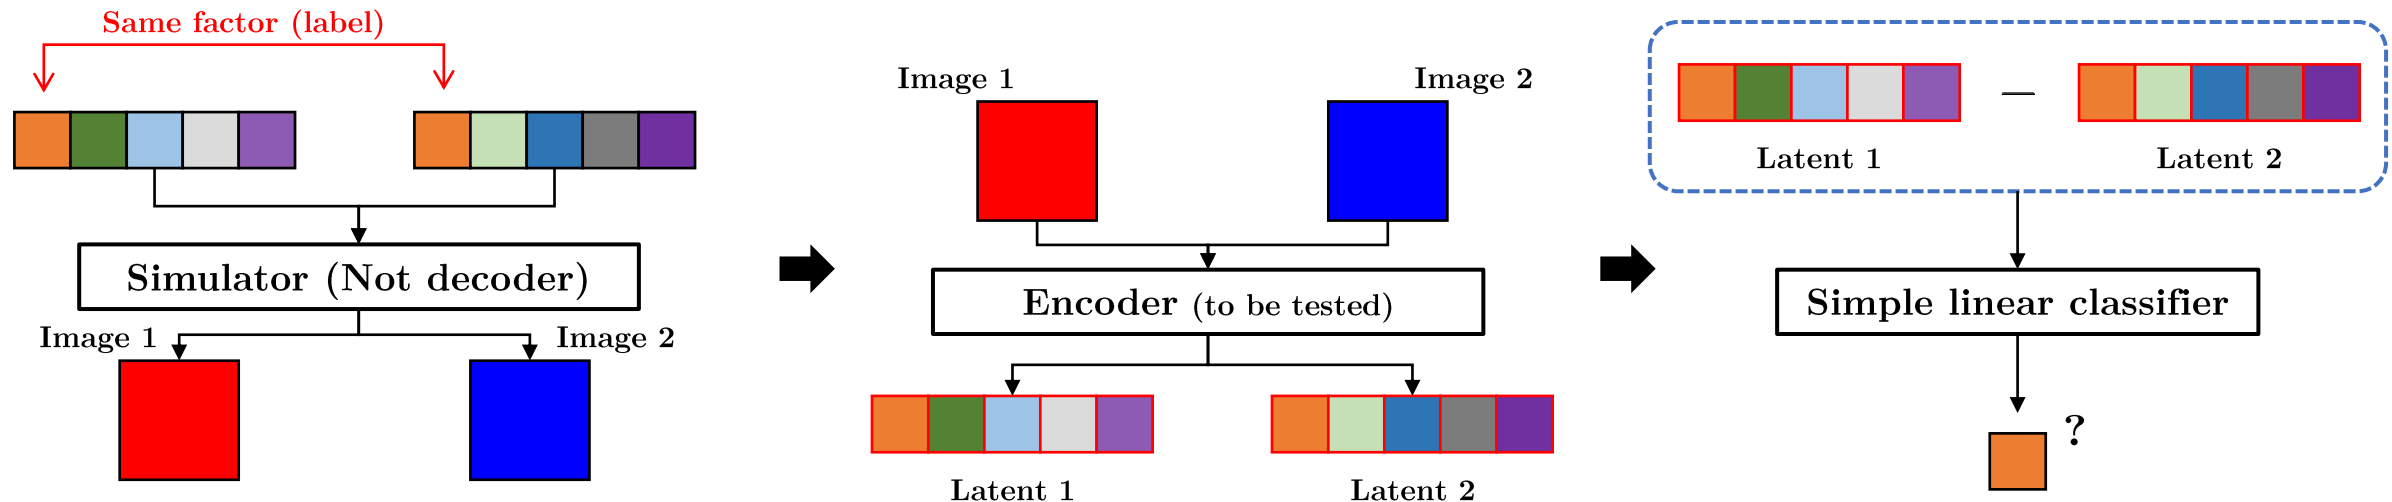 Same factor (label)
Simulator (Not decoder)
Image 1
Image 2
Image 1
Image 2
Encoder (to be tested)
Latent 1
Latent 2
−
Latent 1
Latent 2
Simple linear classifier
?